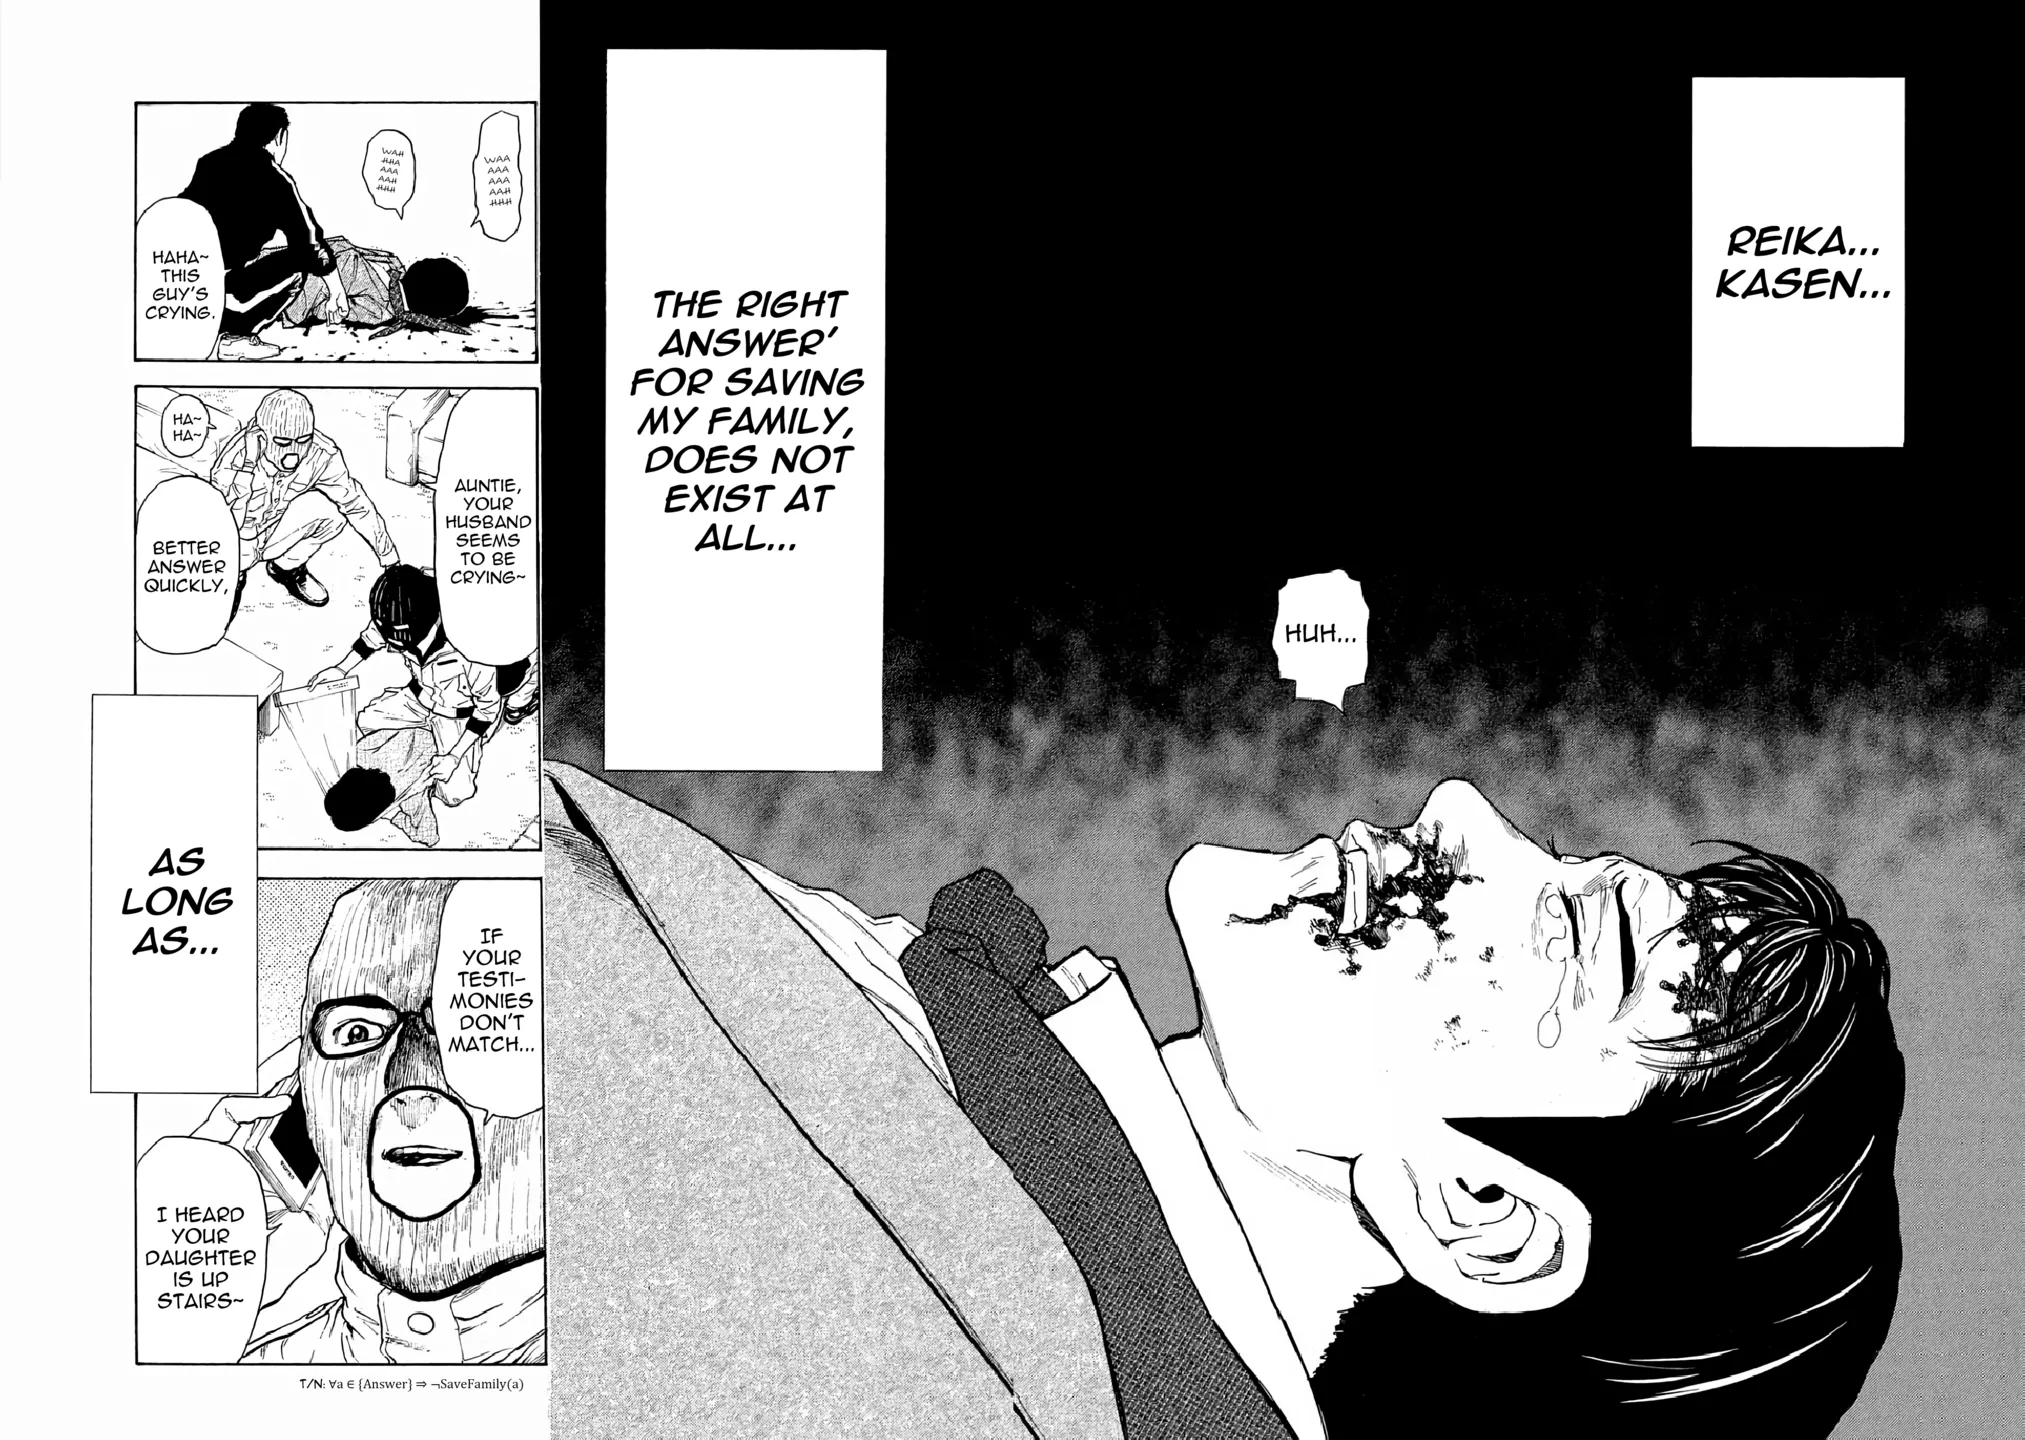 REIKA...
KASEN...
HUH...
THE RIGHT
ANSWER'
FOR SAVING
MY FAMILY,
DOES NOT
EXIST AT
ALL...
WAA
AAA
AAA
AAH
HHH
WAH
HHA
AAA
AAH
HHH
HAHA~
THIS
GUY'S
CRYING.
AUNTIE,
YOUR
HUSBAND
SEEMS
TO BE
CRYING~
HA~
HA~
BETTER
ANSWER
QUICKLY,
AS
LONG
AS...
IF
YOUR
TESTI-
MONIES
DON'T
MATCH...
I HEARD
YOUR
DAUGHTER
IS UP
STAIRS~
T/N: ∀a ∈ {Answer} ⇒ ¬SaveFamily(a)